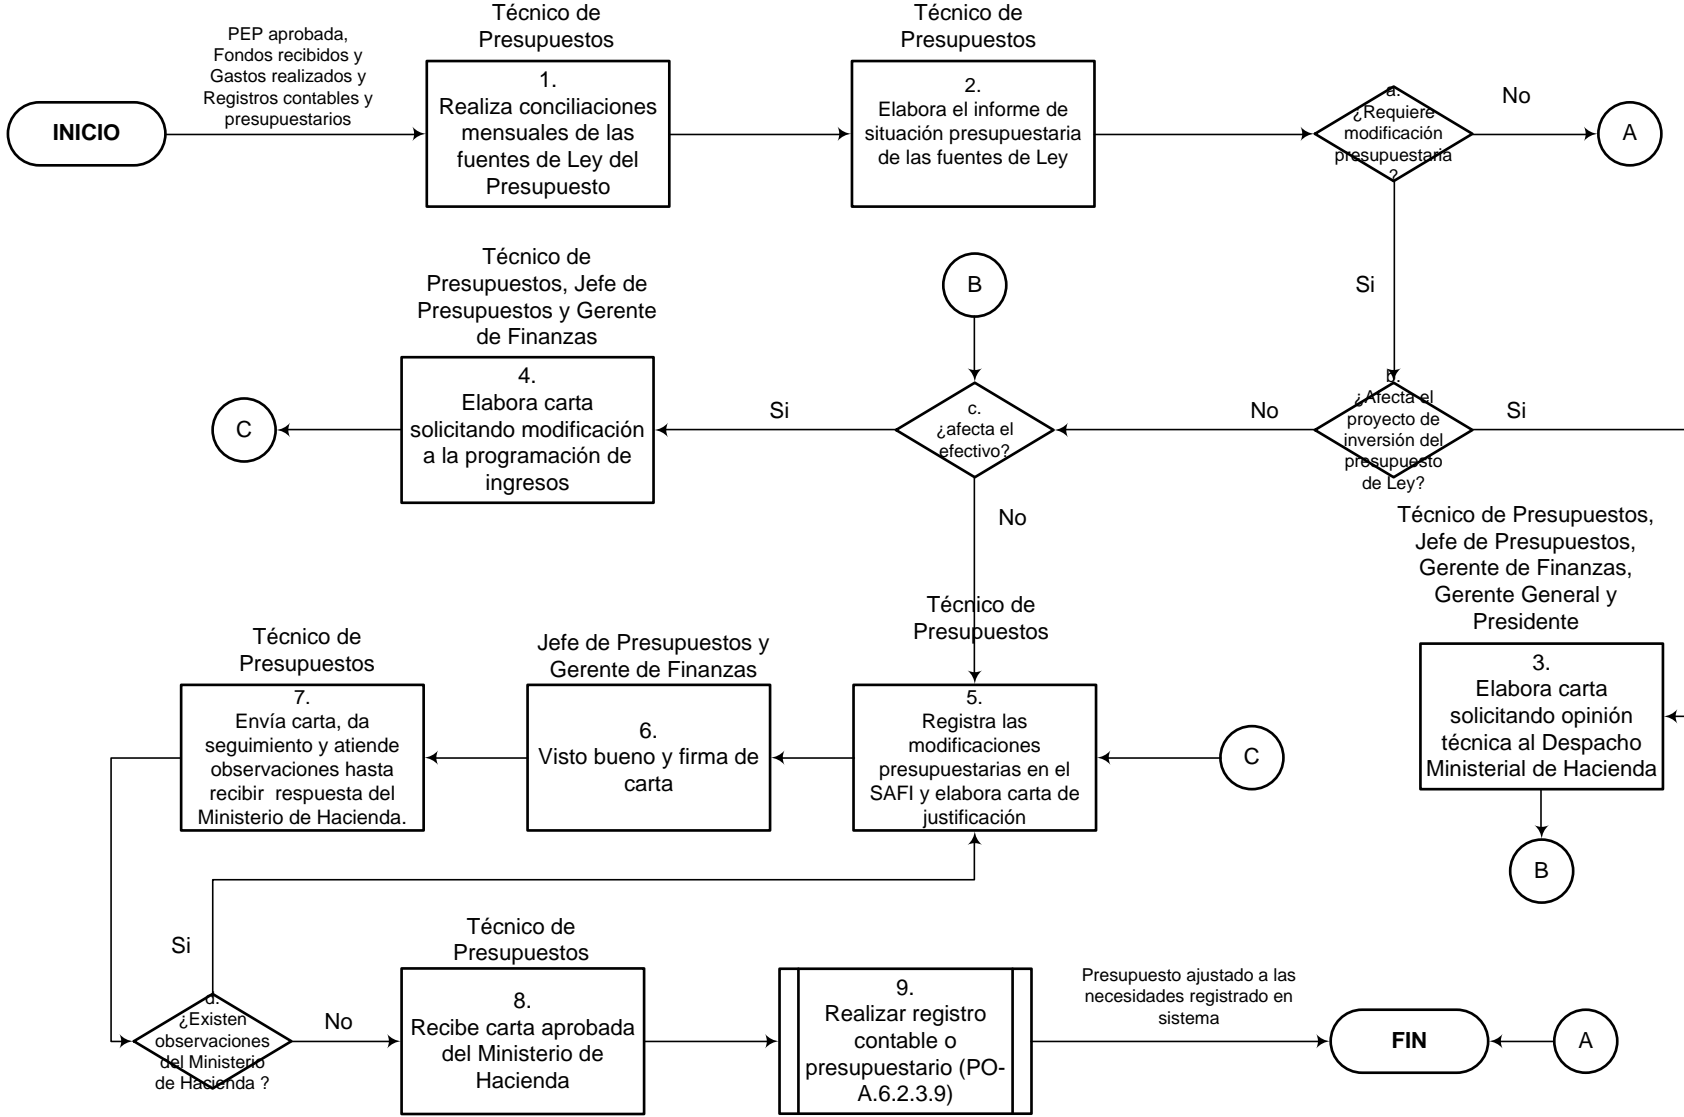 Técnico de
Presupuestos
Técnico de
Presupuestos
PEP aprobada,
Fondos recibidos y
Gastos realizados y
Registros contables y
presupuestarios
INICIO
1.
Realiza conciliaciones
mensuales de las
fuentes de Ley del
Presupuesto
2.
Elabora el informe de
situación presupuestaria
de las fuentes de Ley
a.
¿Requiere
modificación
presupuestaria
?
No
A
Si
Técnico de
Presupuestos, Jefe de
Presupuestos y Gerente
de Finanzas
B
4.
Elabora carta
solicitando modificación
a la programación de
ingresos
C
Si
c.
¿afecta el
efectivo?
No
b.
¿Afecta el
proyecto de
inversión del
presupuesto
de Ley?
Si
No
Técnico de Presupuestos,
Jefe de Presupuestos,
Gerente de Finanzas,
Gerente General y
Presidente
Técnico de
Presupuestos
Jefe de Presupuestos y
Gerente de Finanzas
Técnico de
Presupuestos
7.
Envía carta, da
seguimiento y atiende
observaciones hasta
recibir respuesta del
Ministerio de Hacienda.
6.
Visto bueno y firma de
carta
5.
Registra las
modificaciones
presupuestarias en el
SAFI y elabora carta de
justificación
C
3.
Elabora carta
solicitando opinión
técnica al Despacho
Ministerial de Hacienda
B
Si
Técnico de
Presupuestos
d.
¿Existen
observaciones
del Ministerio
de Hacienda ?
No
8.
Recibe carta aprobada
del Ministerio de
Hacienda
9.
Realizar registro
contable o
presupuestario (PO-
A.6.2.3.9)
Presupuesto ajustado a las
necesidades registrado en
sistema
FIN
A